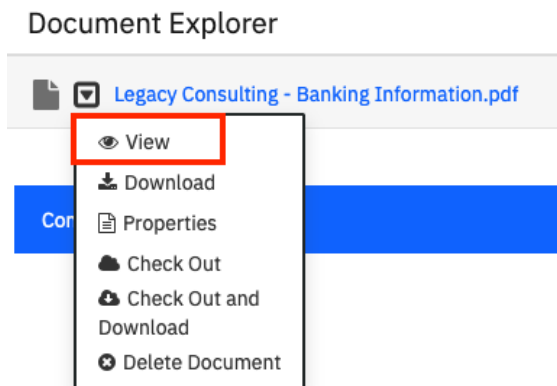 Document Explorer
Legacy Consulting - Banking Information.pdf
View
Download
Properties
Check Out
Check Out and
Download
Delete Document